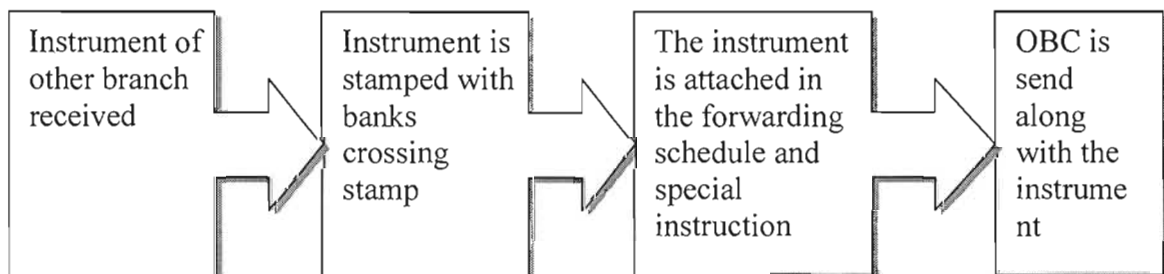 Instrument of
other branch
received
Instrument is
stamped with
banks
crossing
stamp
The instrument
is attached in
the forwarding
schedule and
special
instruction
OBC is
send
along
with the
instrume
nt